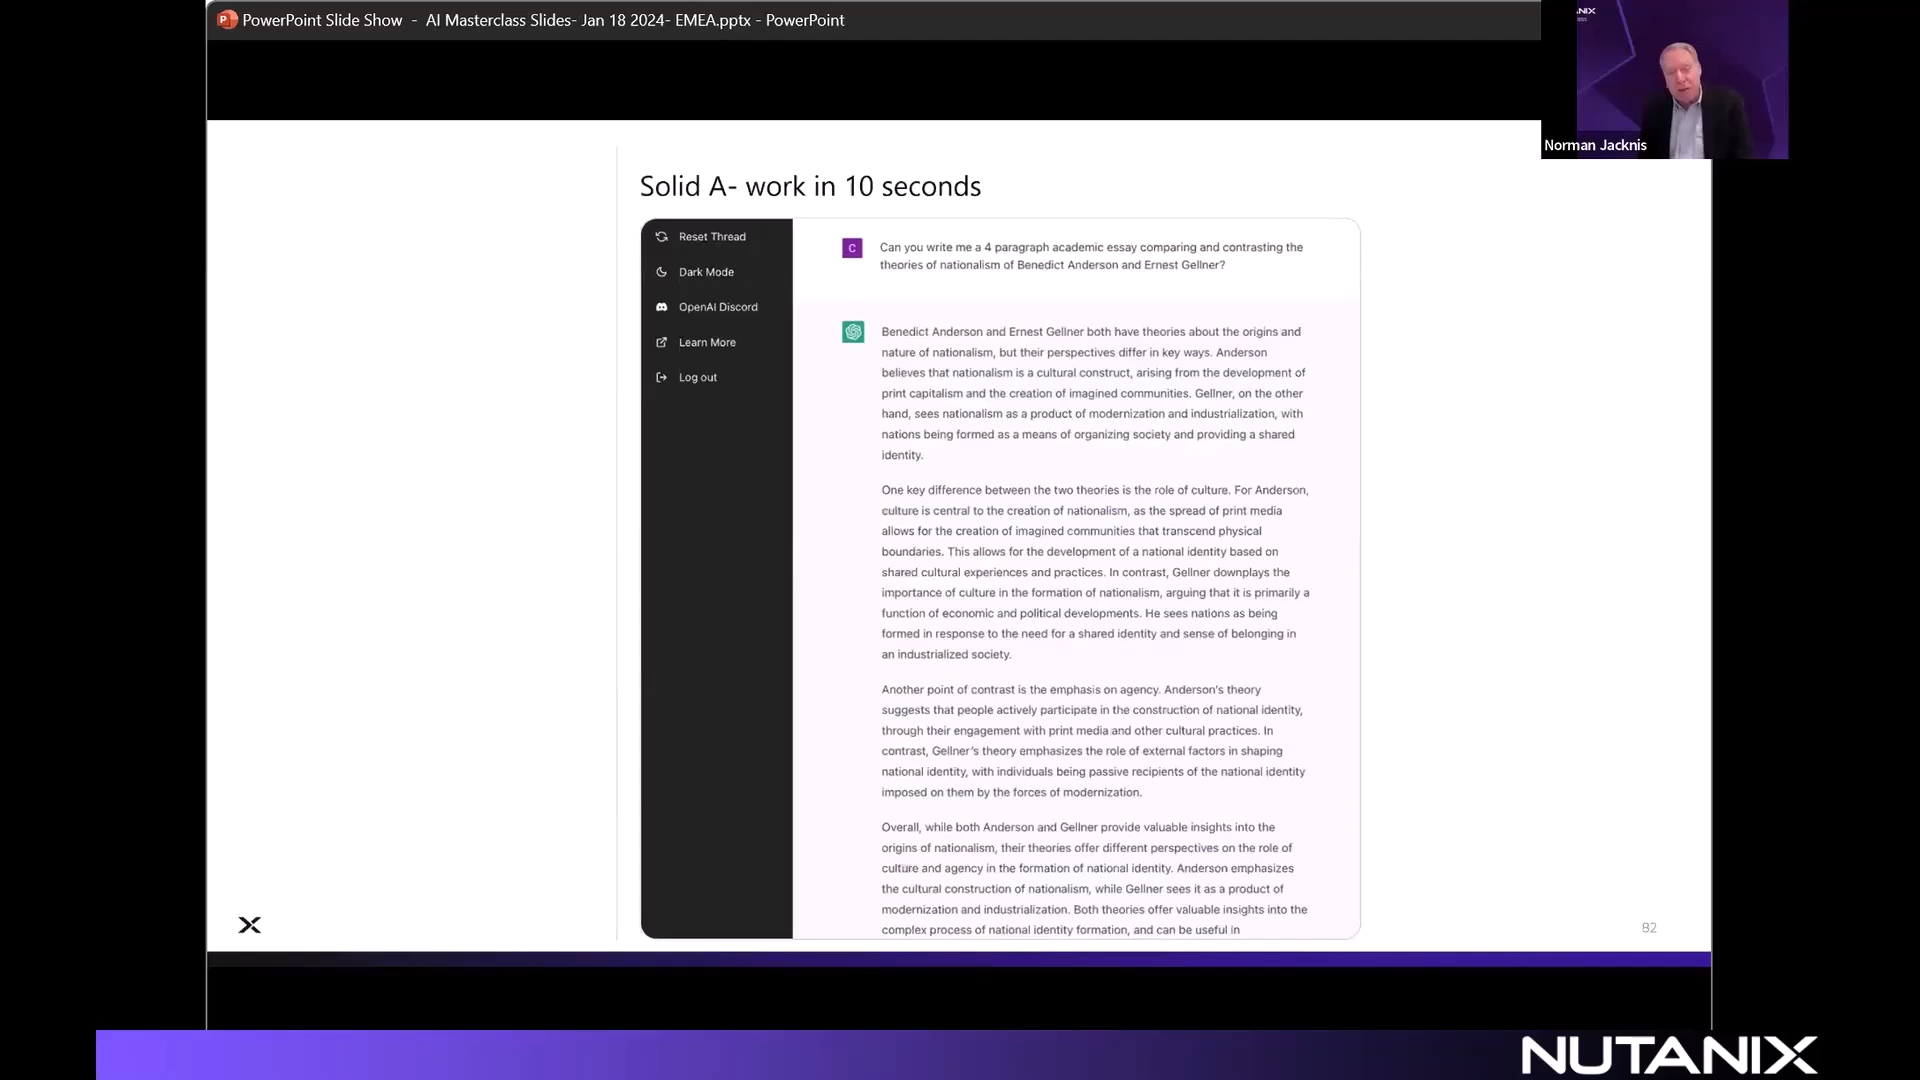 PowerPoint Slide Show - AI Masterclass Slides- Jan 18 2024- EMEA.pptx - PowerPoint
Norman Jacknis
Solid A- work in 10 seconds
Reset Thread
Dark Mode
OpenAI Discord
Learn More
Log out
C
Can you write me a 4 paragraph academic essay comparing and contrasting the
theories of nationalism of Benedict Anderson and Ernest Gellner?
Benedict Anderson and Ernest Gellner both have theories about the origins and
nature of nationalism, but their perspectives differ in key ways. Anderson
believes that nationalism is a cultural construct, arising from the development of
print capitalism and the creation of imagined communities. Gellner, on the other
hand, sees nationalism as a product of modernization and industrialization, with
nations being formed as a means of organizing society and providing a shared
identity.
One key difference between the two theories is the role of culture. For Anderson,
culture is central to the creation of nationalism, as the spread of print media
allows for the creation of imagined communities that transcend physical
boundaries. This allows for the development of a national identity based on
shared cultural experiences and practices. In contrast, Gellner downplays the
importance of culture in the formation of nationalism, arguing that it is primarily a
function of economic and political developments. He sees nations as being
formed in response to the need for a shared identity and sense of belonging in
an industrialized society.
Another point of contrast is the emphasis on agency. Anderson's theory
suggests that people actively participate in the construction of national identity,
through their engagement with print media and other cultural practices. In
contrast, Gellner's theory emphasizes the role of external factors in shaping
national identity, with individuals being passive recipients of the national identity
imposed on them by the forces of modernization.
Overall, while both Anderson and Gellner provide valuable insights into the
origins of nationalism, their theories offer different perspectives on the role of
culture and agency in the formation of national identity. Anderson emphasizes
the cultural construction of nationalism, while Gellner sees it as a product of
modernization and industrialization. Both theories offer valuable insights into the
complex process of national identity formation, and can be useful in
82
NUTANIX